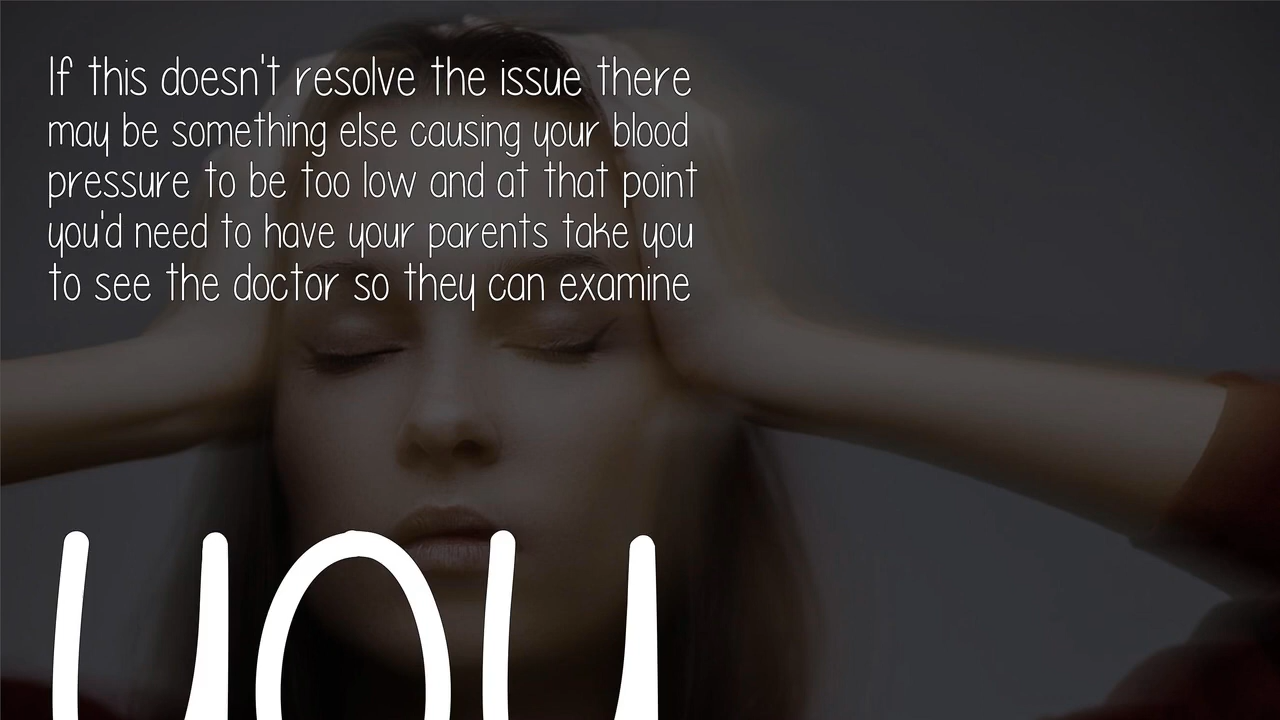 If this doesn't resolve the issue there
may be something else causing your blood
pressure to be too low and at that point
you'd need to have your parents take you
to see the doctor so they can examine
you